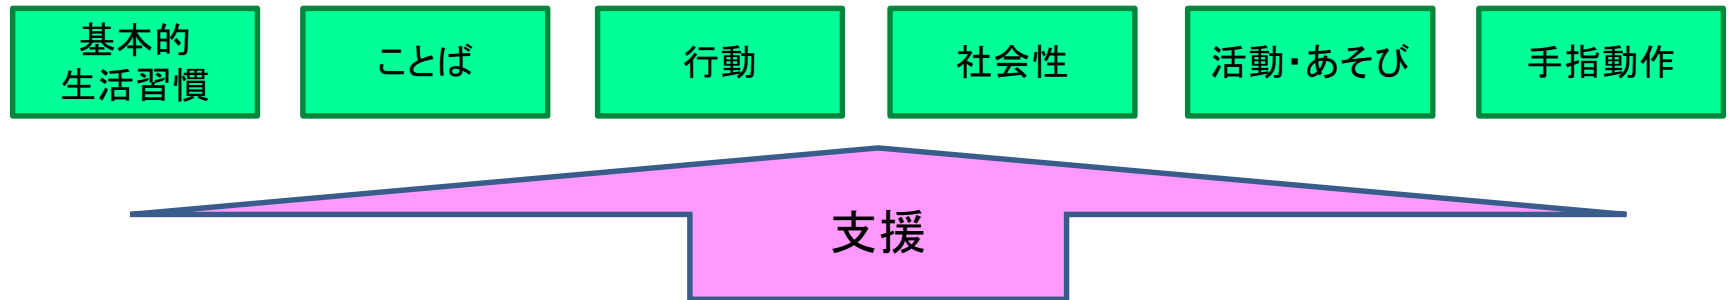 基本的
生活習慣
ことば
行動
社会性
活動・あそび
手指動作
支援